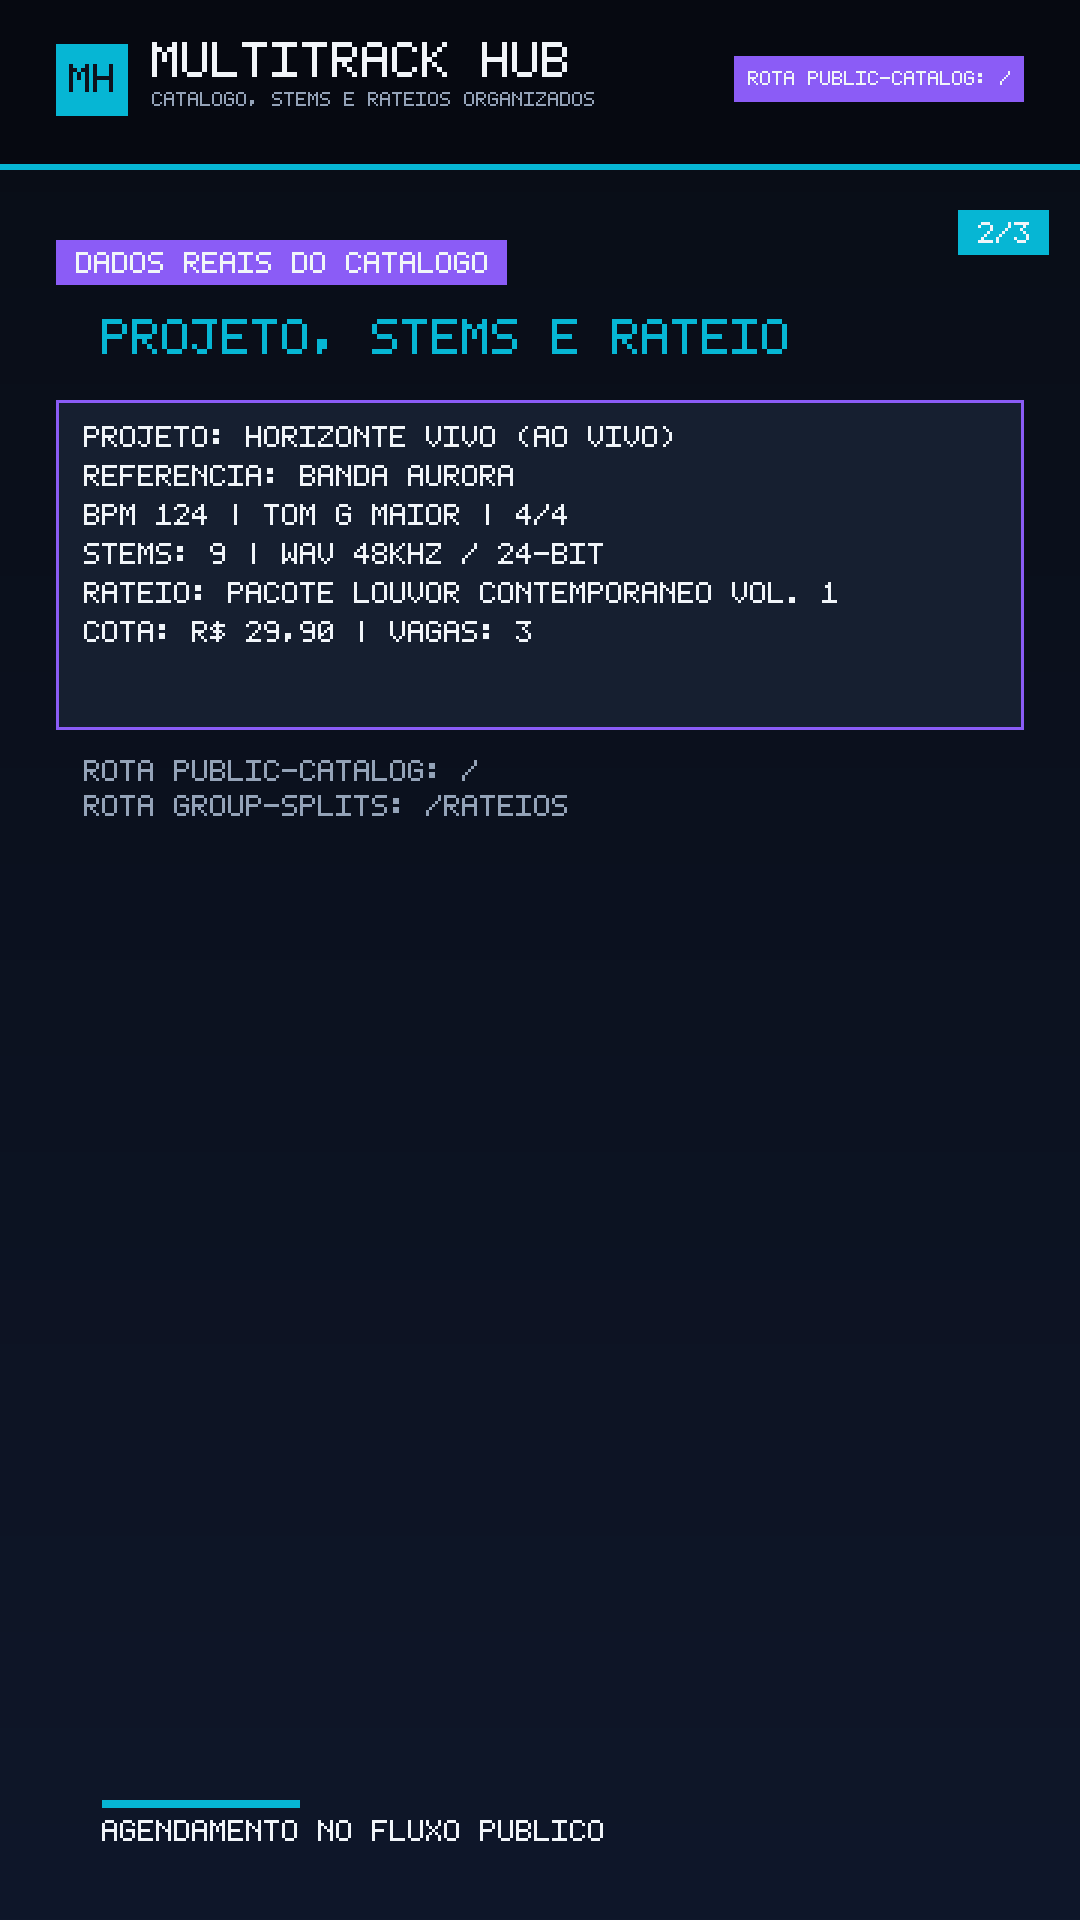 MH
MULTITRACK HUB
CATALOGO, STEMS E RATEIOS ORGANIZADOS
ROTA PUBLIC-CATALOG: /
2/3
DADOS REAIS DO CATALOGO
PROJETO, STEMS E RATEIO
PROJETO: HORIZONTE VIVO (AO VIVO)
REFERENCIA: BANDA AURORA
BPM 124 | TOM G MAIOR | 4/4
STEMS: 9 | WAV 48KHZ / 24-BIT
RATEIO: PACOTE LOUVOR CONTEMPORANEO VOL. 1
COTA: R$ 29,90 | VAGAS: 3
ROTA PUBLIC-CATALOG: /
ROTA GROUP-SPLITS: /RATEIOS
AGENDAMENTO NO FLUXO PUBLICO